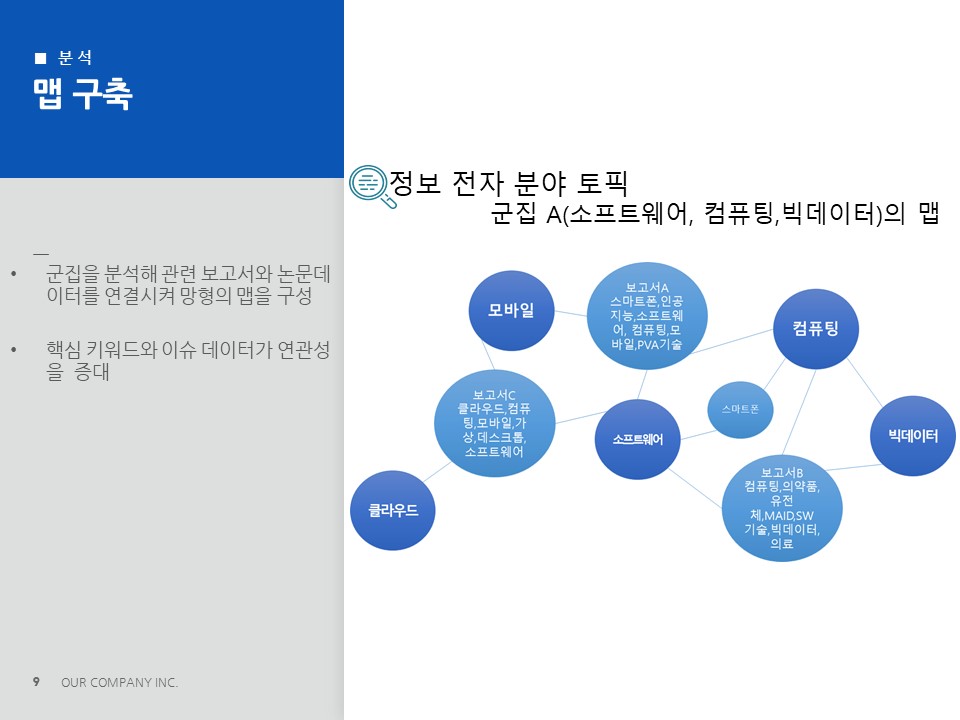 ■ 분석
맵 구축
• 군집을 분석해 관련 보고서와 논문데
이터를 연결시켜 망형의 맵을 구성
• 핵심 키워드와 이슈 데이터가 연관성
을 증대
9 OUR COMPANY INC.
정보 전자 분야 토픽
군집 A(소프트웨어, 컴퓨팅,빅데이터)의 맵
모바일
보고서A
스마트폰,인공
지능,소프트웨
어, 컴퓨팅,모
바일,PVA기술
컴퓨팅
보고서C
클라우드,컴퓨
팅,모바일,가
상,데스크톱,
소프트웨어
스마트폰
소프트웨어
빅데이터
클라우드
보고서B
컴퓨팅,의약품,
유전
체,MAID,SW
기술,빅데이터,
의료